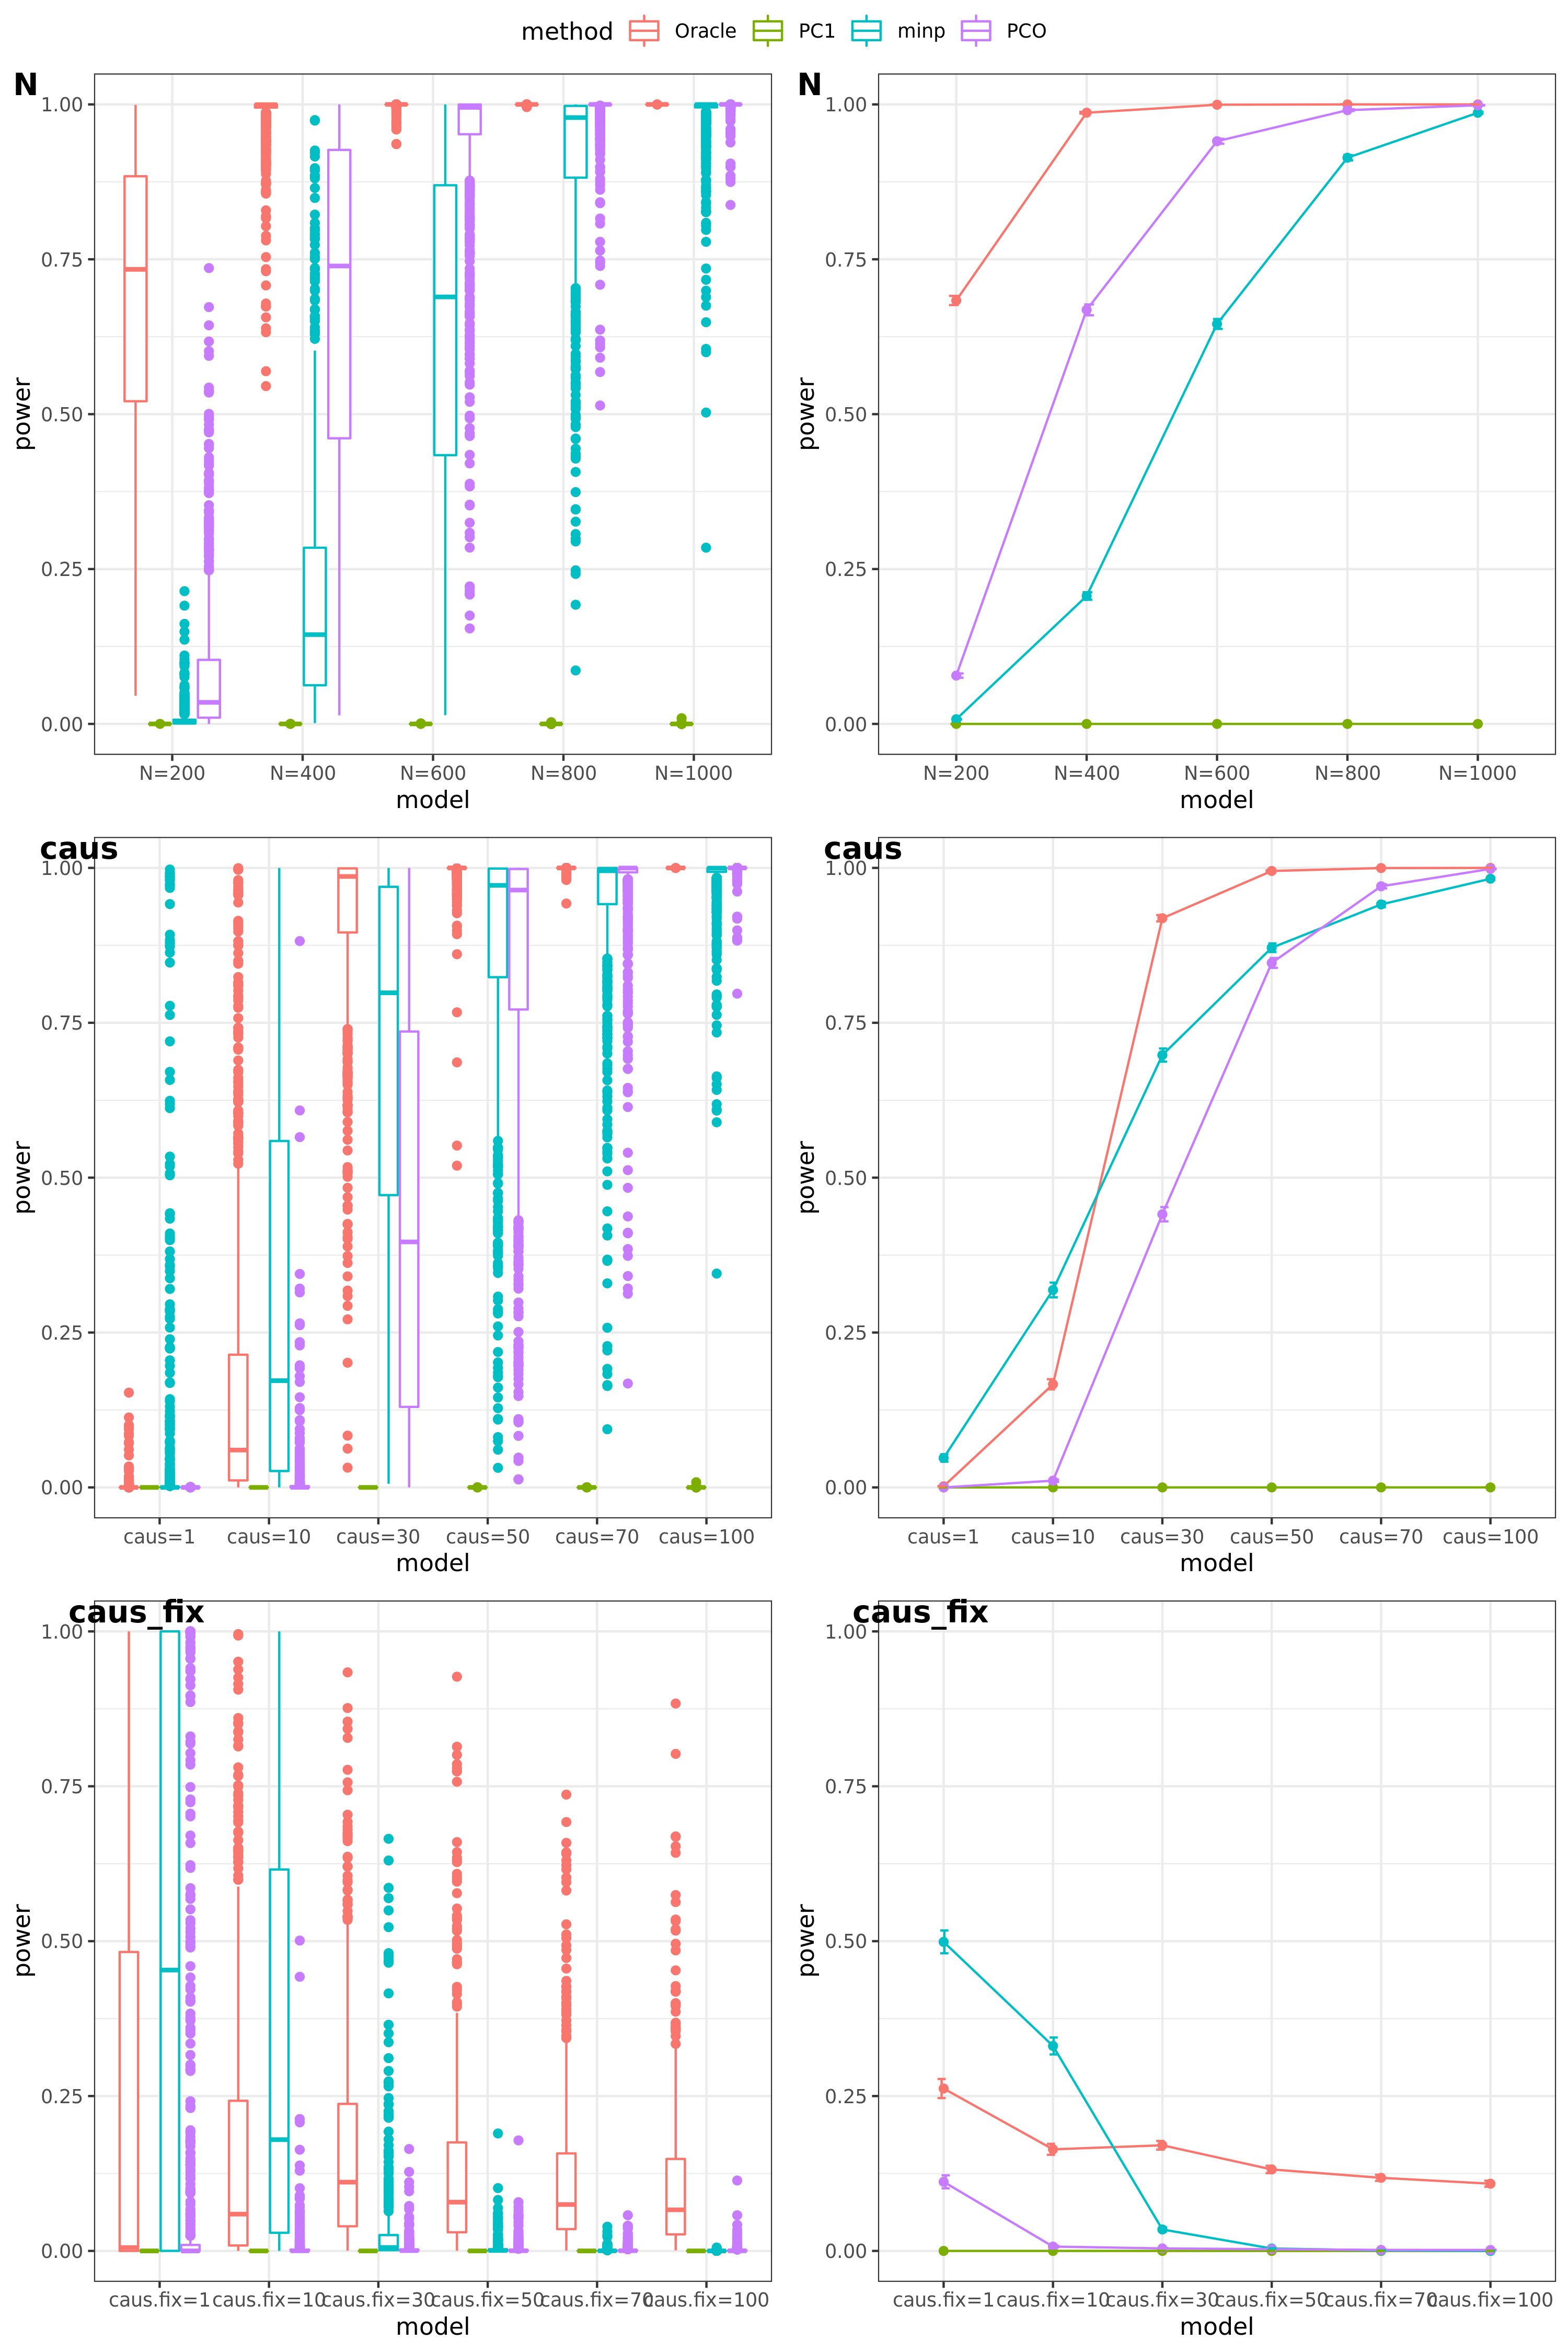 method Oracle PC1 minp PCO
N
1.00
0.75
0.50
0.25
0.00
power
N=200 N=400 N=600 N=800 N=1000
model
N
1.00
0.75
0.50
0.25
0.00
power
N=200 N=400 N=600 N=800 N=1000
model
caus
1.00
0.75
0.50
0.25
0.00
power
caus=1 caus=10 caus=30 caus=50 caus=70 caus=100
model
caus
1.00
0.75
0.50
0.25
0.00
power
caus=1 caus=10 caus=30 caus=50 caus=70 caus=100
model
caus_fix
1.00
0.75
0.50
0.25
0.00
power
caus.fix=1 caus.fix=10 caus.fix=30 caus.fix=50 caus.fix=70 caus.fix=100
model
caus_fix
1.00
0.75
0.50
0.25
0.00
power
caus.fix=1 caus.fix=10 caus.fix=30 caus.fix=50 caus.fix=70 caus.fix=100
model